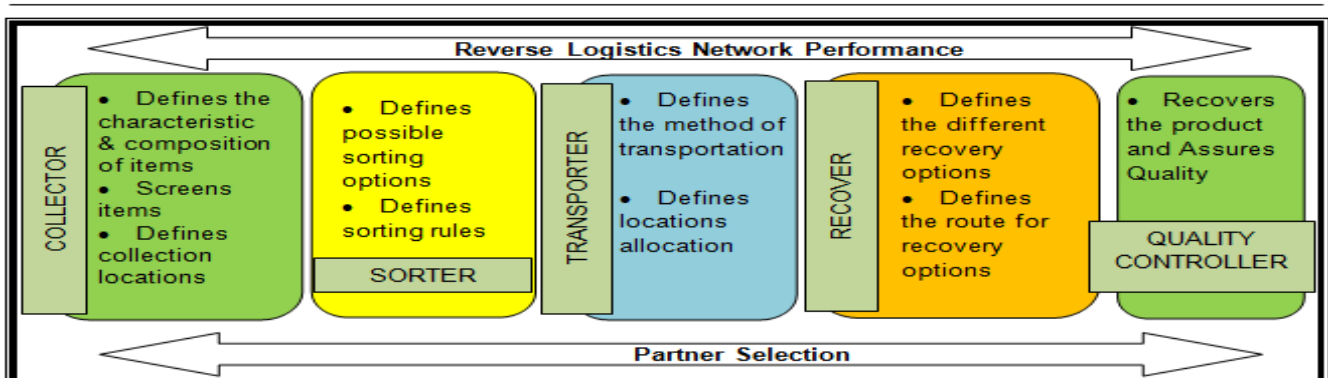 Reverse Logistics Network Performance
COLLECTOR
• Defines the
characteristic
& composition
of items
• Screens
items
• Defines
collection
locations
• Defines
possible
sorting
options
• Defines
sorting rules
SORTER
TRANSPORTER
• Defines
the method of
transportation
• Defines
locations
allocation
RECOVER
• Defines
the different
recovery
options
• Defines
the route for
recovery
options
• Recovers
the product
and Assures
Quality
QUALITY
CONTROLLER
Partner Selection